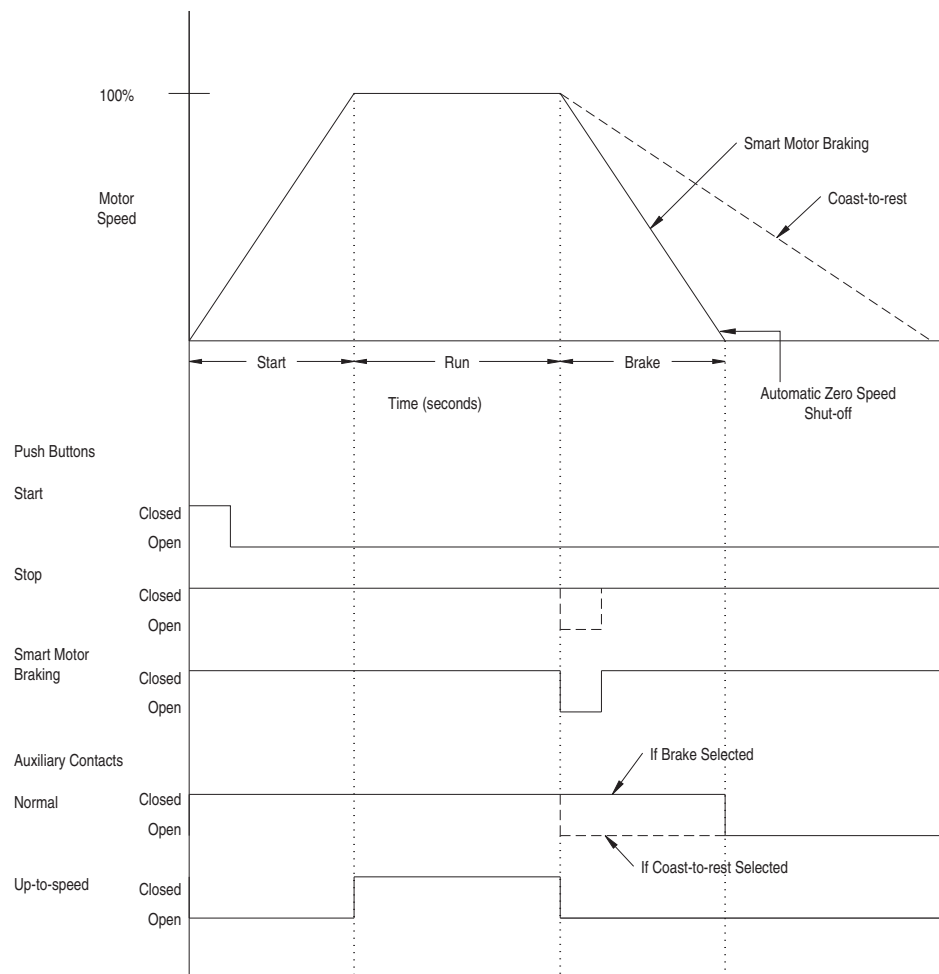 100%
Smart Motor Braking
Motor
Speed
Coast-to-rest
Start
Run
Brake
Time (seconds)
Automatic Zero Speed
Shut-off
Push Buttons
Start
Closed
Open
Stop
Closed
Open
Smart Motor
Braking
Closed
Open
Auxiliary Contacts
If Brake Selected
Normal
Closed
Open
If Coast-to-rest Selected
Up-to-speed
Closed
Open